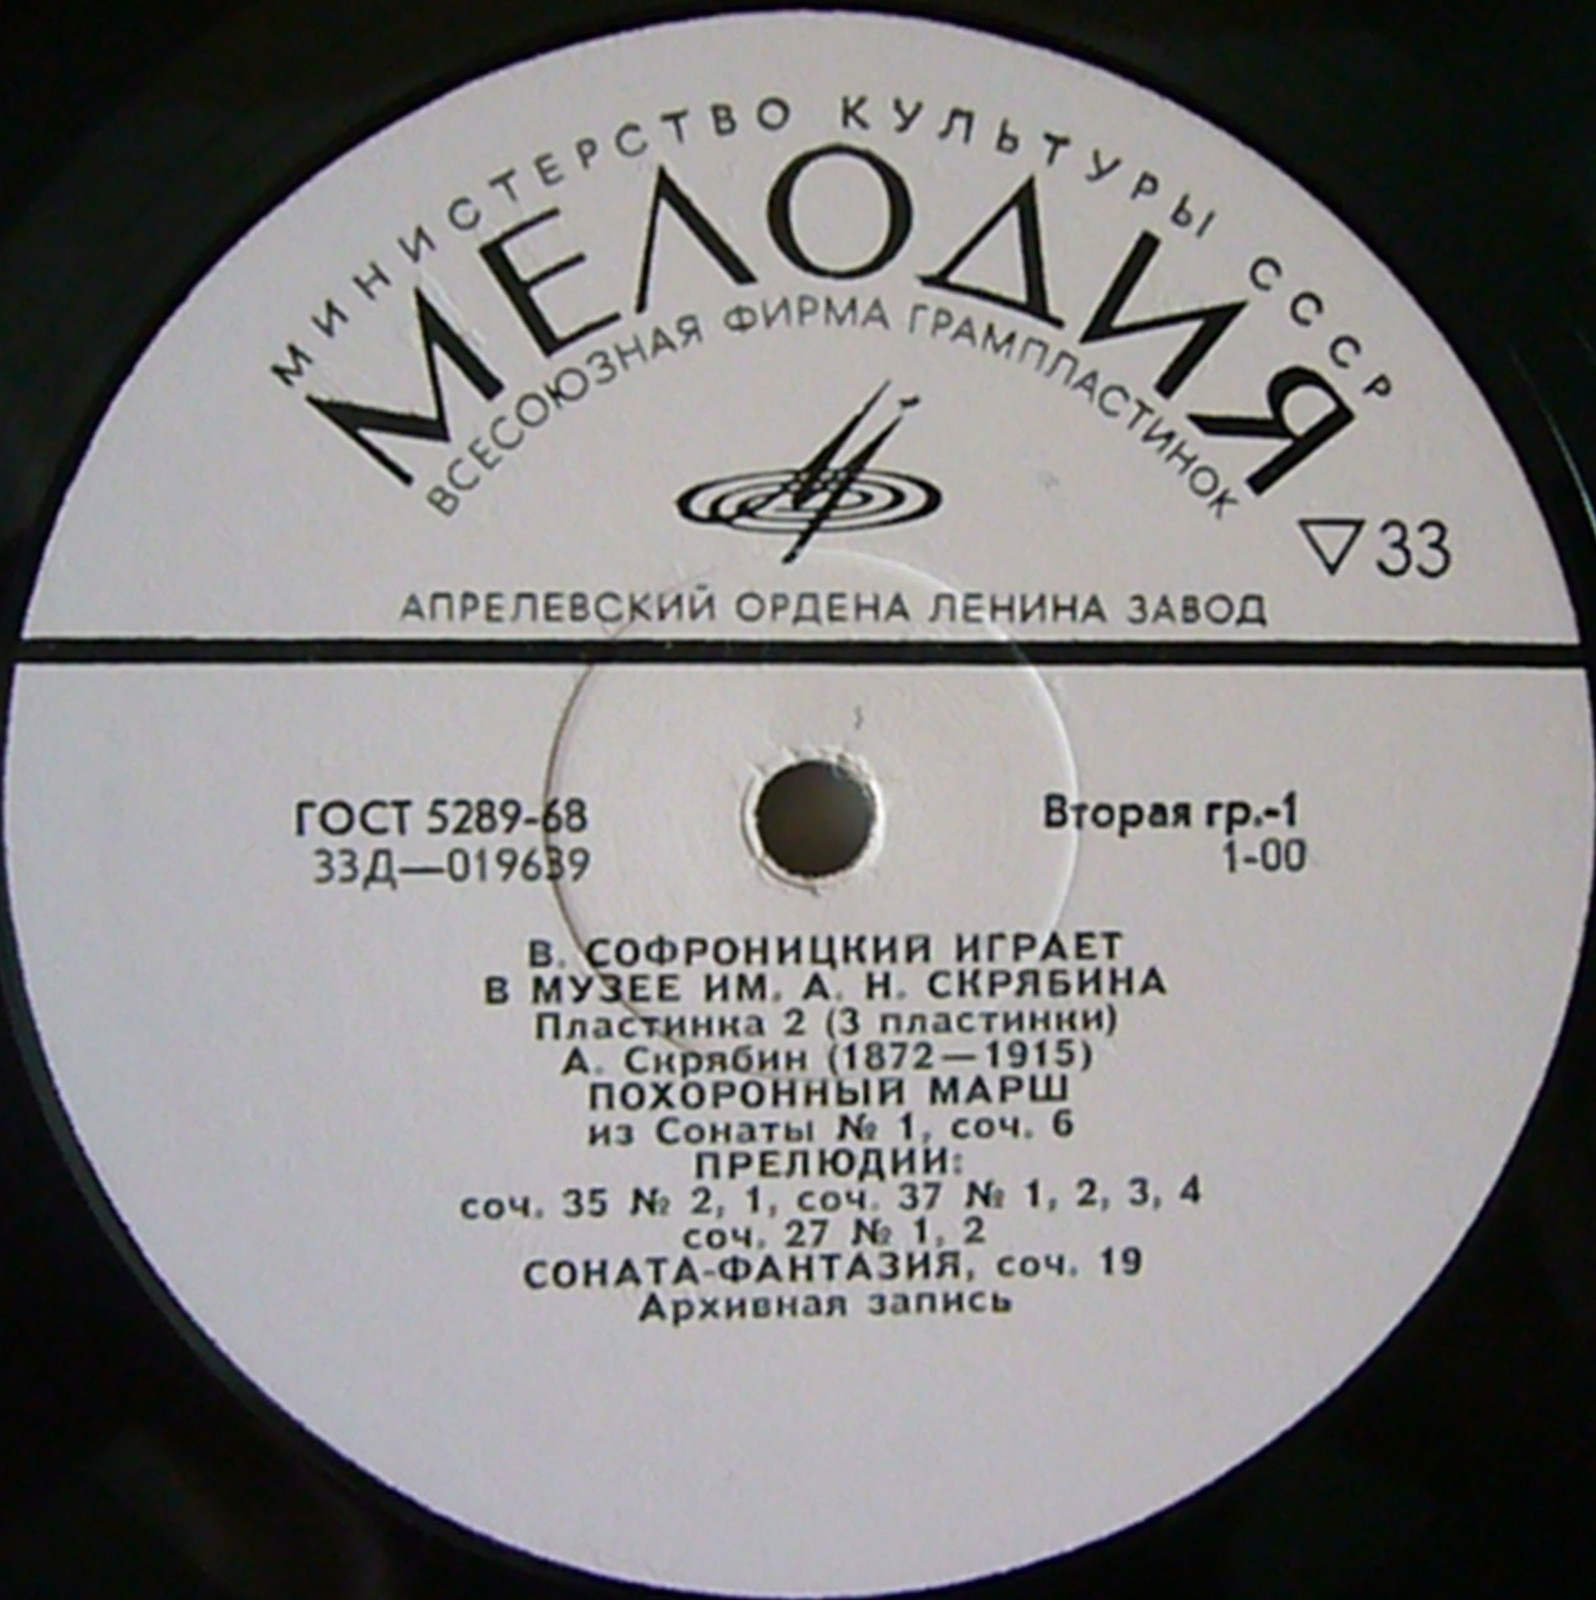 МИНИСТЕРСТВО КУЛЬТУРЫ СССР
МЕЛОДИЯ
ВСЕСОЮЗНАЯ ФИРМА ГРАМПЛАСТИНОК
▽33
АПРЕЛЕВСКИЙ ОРДЕНА ЛЕНИНА ЗАВОД
ГОСТ 5289-68
Вторая гр.-1
33Д—019639
1-00
В. СОФРОНИЦКИЙ ИГРАЕТ
В МУЗЕЕ ИМ. А. Н. СКРЯБИНА
Пластинка 2 (3 пластинки)
А. Скрябин (1872—1915)
ПОХОРОННЫЙ МАРШ
из Сонаты № 1, соч. 6
ПРЕЛЮДИИ:
соч. 35 № 2, 1, соч. 37 № 1, 2, 3, 4
соч. 27 № 1, 2
СОНАТА-ФАНТАЗИЯ, соч. 19
Архивная запись